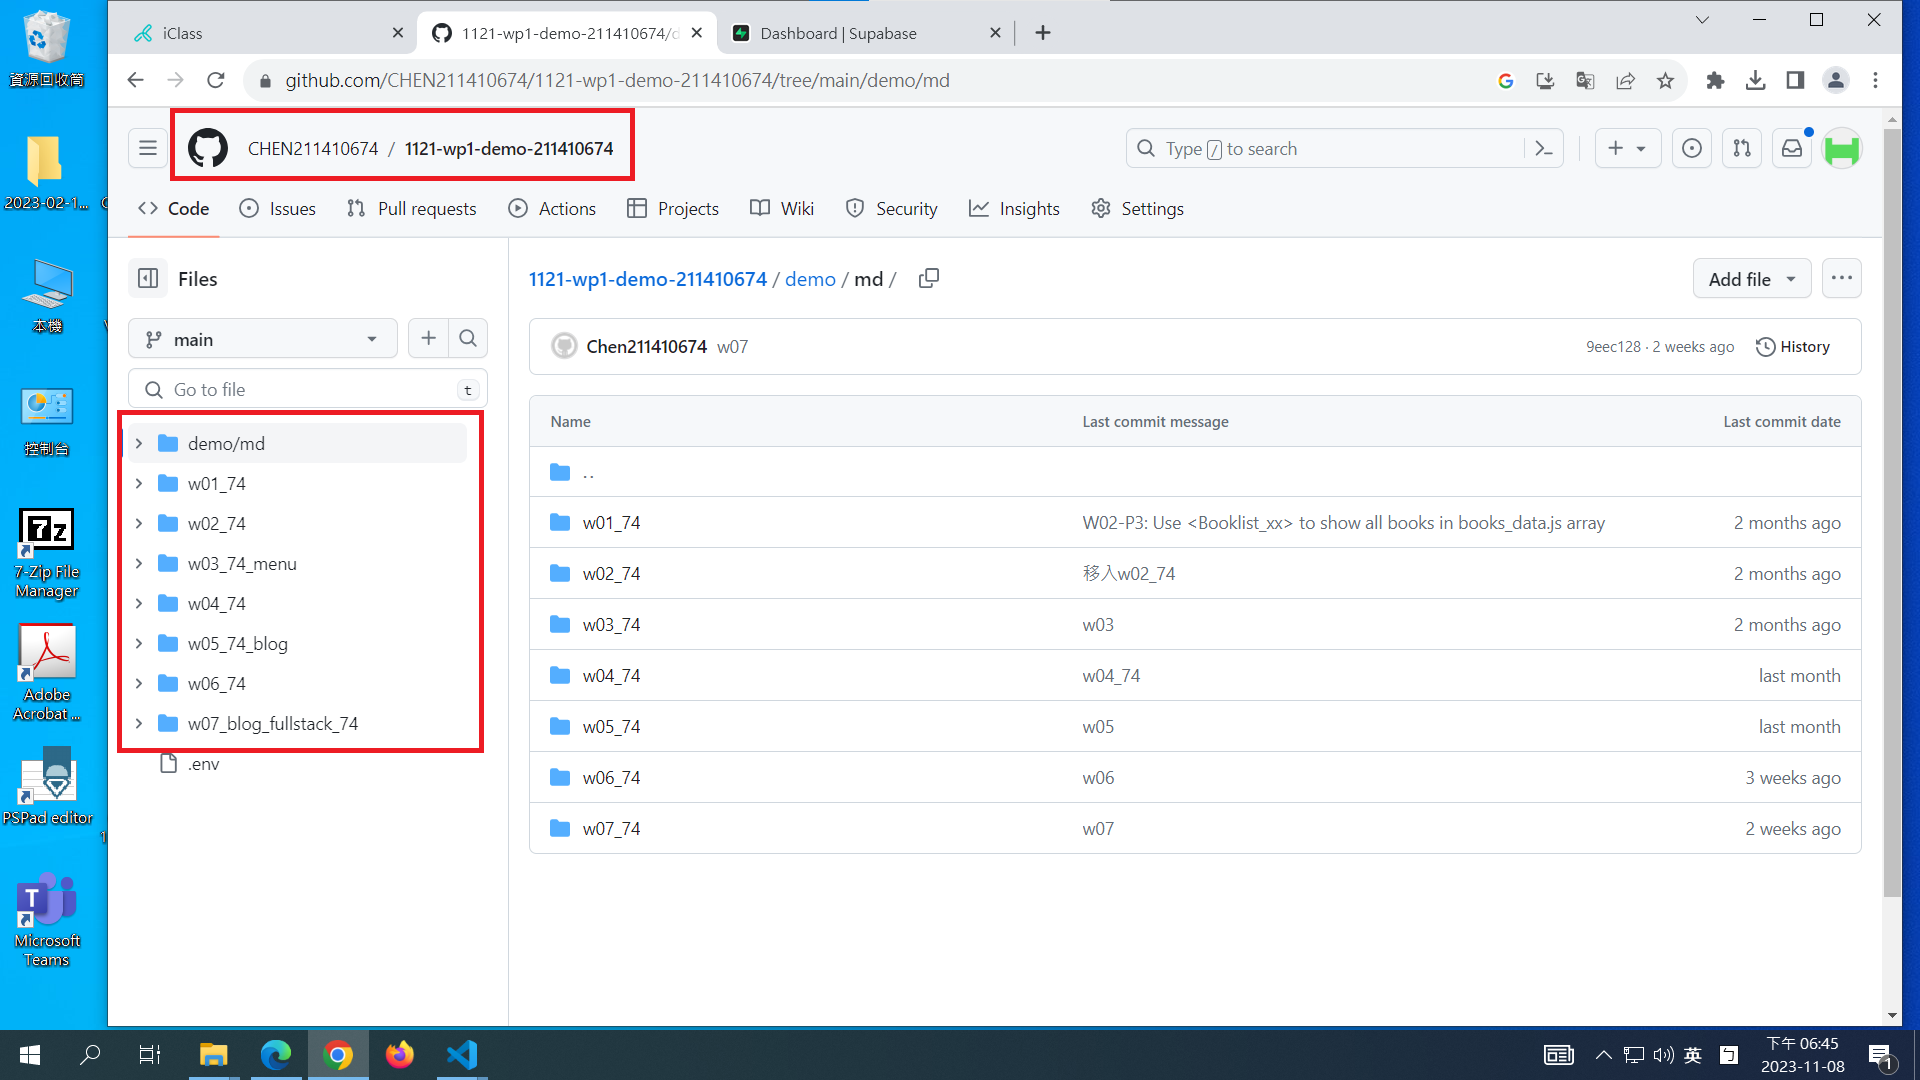 資源回收筒
2023-02-1...
本機
控制台
7z
7-Zip File
Manager
Adobe
Acrobat ...
PSPad editor
T
Microsoft
Teams
iClass
1121-wp1-demo-211410674/d
Dashboard | Supabase
github.com/CHEN211410674/1121-wp1-demo-211410674/tree/main/demo/md
CHEN211410674 / 1121-wp1-demo-211410674
Type / to search
Code
Issues
Pull requests
Actions
Projects
Wiki
Security
Insights
Settings
Files
main
Go to file
t
demo/md
w01_74
w02_74
w03_74_menu
w04_74
w05_74_blog
w06_74
w07_blog_fullstack_74
.env
1121-wp1-demo-211410674 / demo / md /
Add file
Chen211410674 w07
9eec128 · 2 weeks ago
History
Name Last commit message Last commit date
..
w01_74 W02-P3: Use <Booklist_xx> to show all books in books_data.js array 2 months ago
w02_74 移入w02_74 2 months ago
w03_74 w03 2 months ago
w04_74 w04_74 last month
w05_74 w05 last month
w06_74 w06 3 weeks ago
w07_74 w07 2 weeks ago
英
下午 06:45
2023-11-08
1